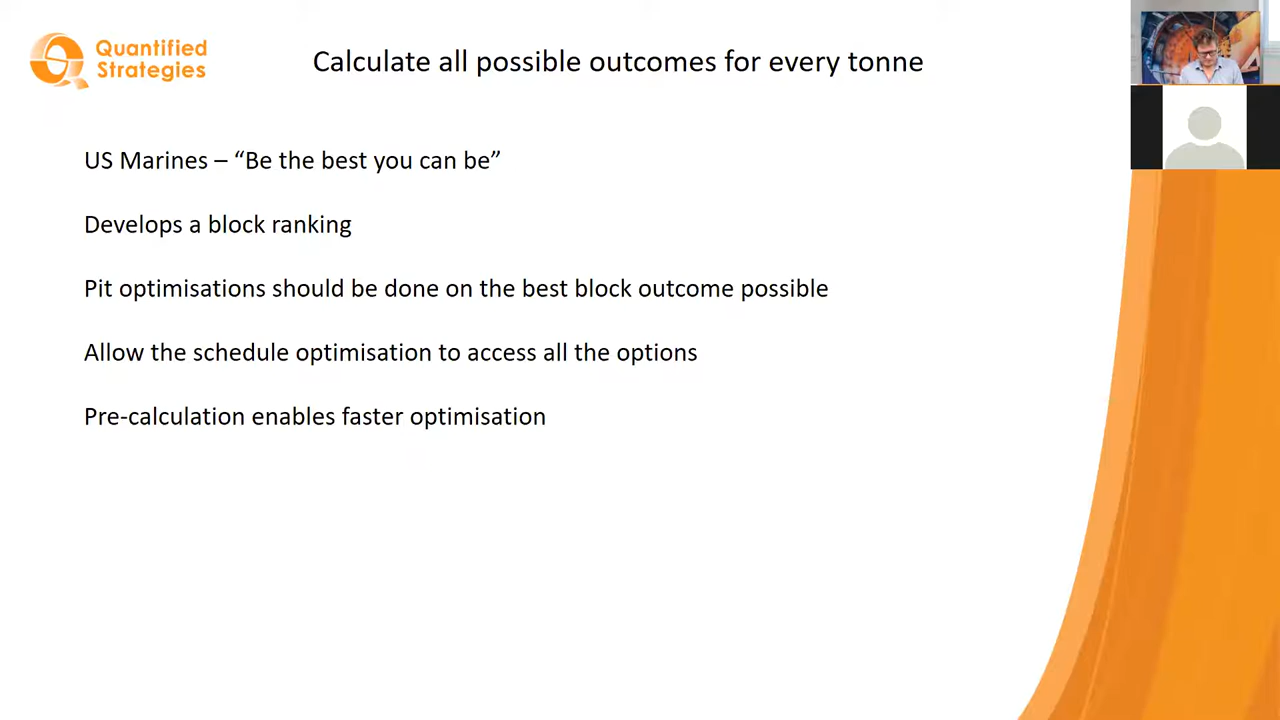 Quantified
Strategies
Calculate all possible outcomes for every tonne
US Marines – “Be the best you can be”
Develops a block ranking
Pit optimisations should be done on the best block outcome possible
Allow the schedule optimisation to access all the options
Pre-calculation enables faster optimisation